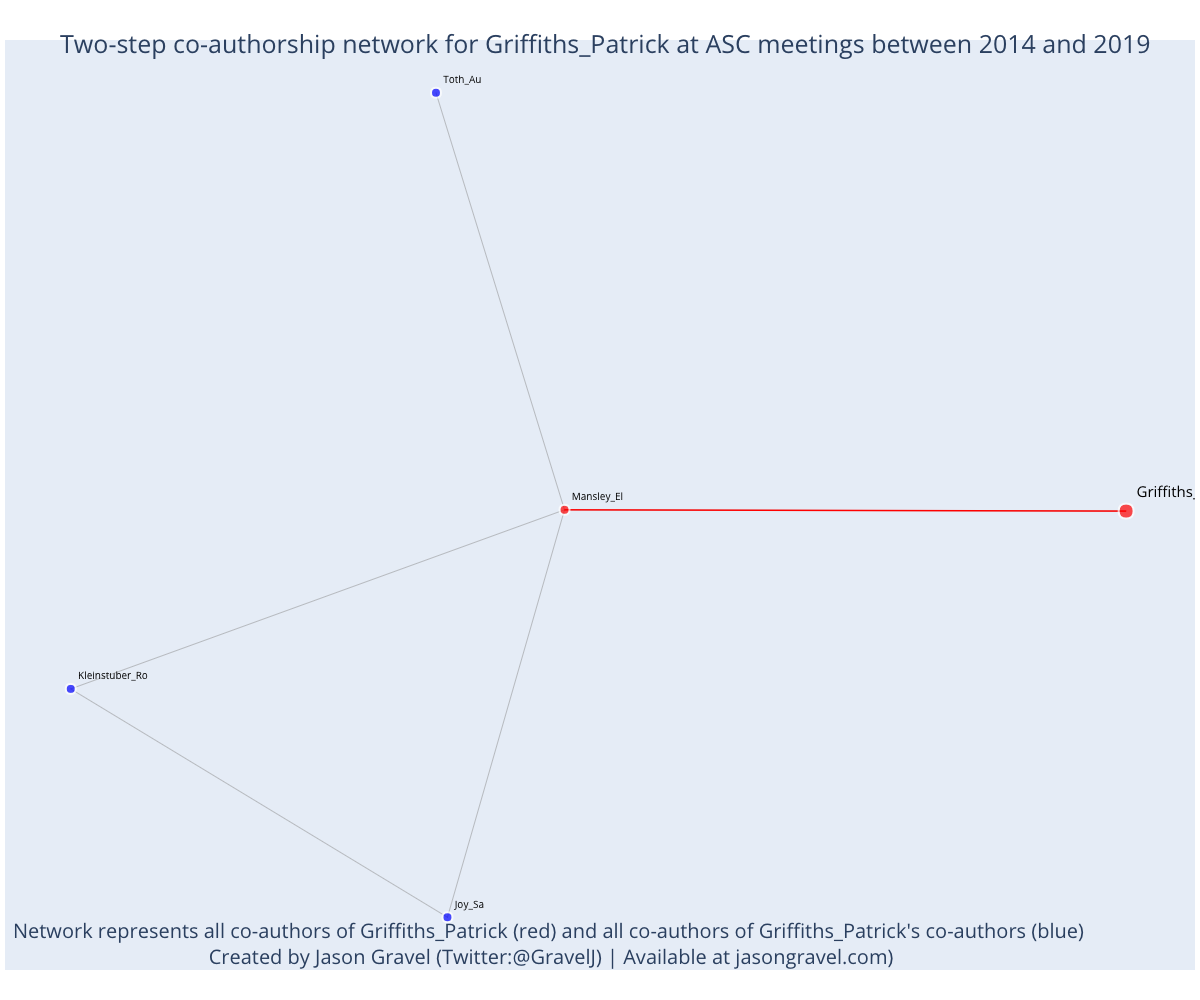 Two-step co-authorship network for Griffiths_Patrick at ASC meetings between 2014 and 2019
Toth_Au
Mansley_El
Griffiths_
Kleinstuber_Ro
Joy_Sa
Network represents all co-authors of Griffiths_Patrick (red) and all co-authors of Griffiths_Patrick's co-authors (blue)
Created by Jason Gravel (Twitter:@GravelJ) | Available at jasongravel.com)